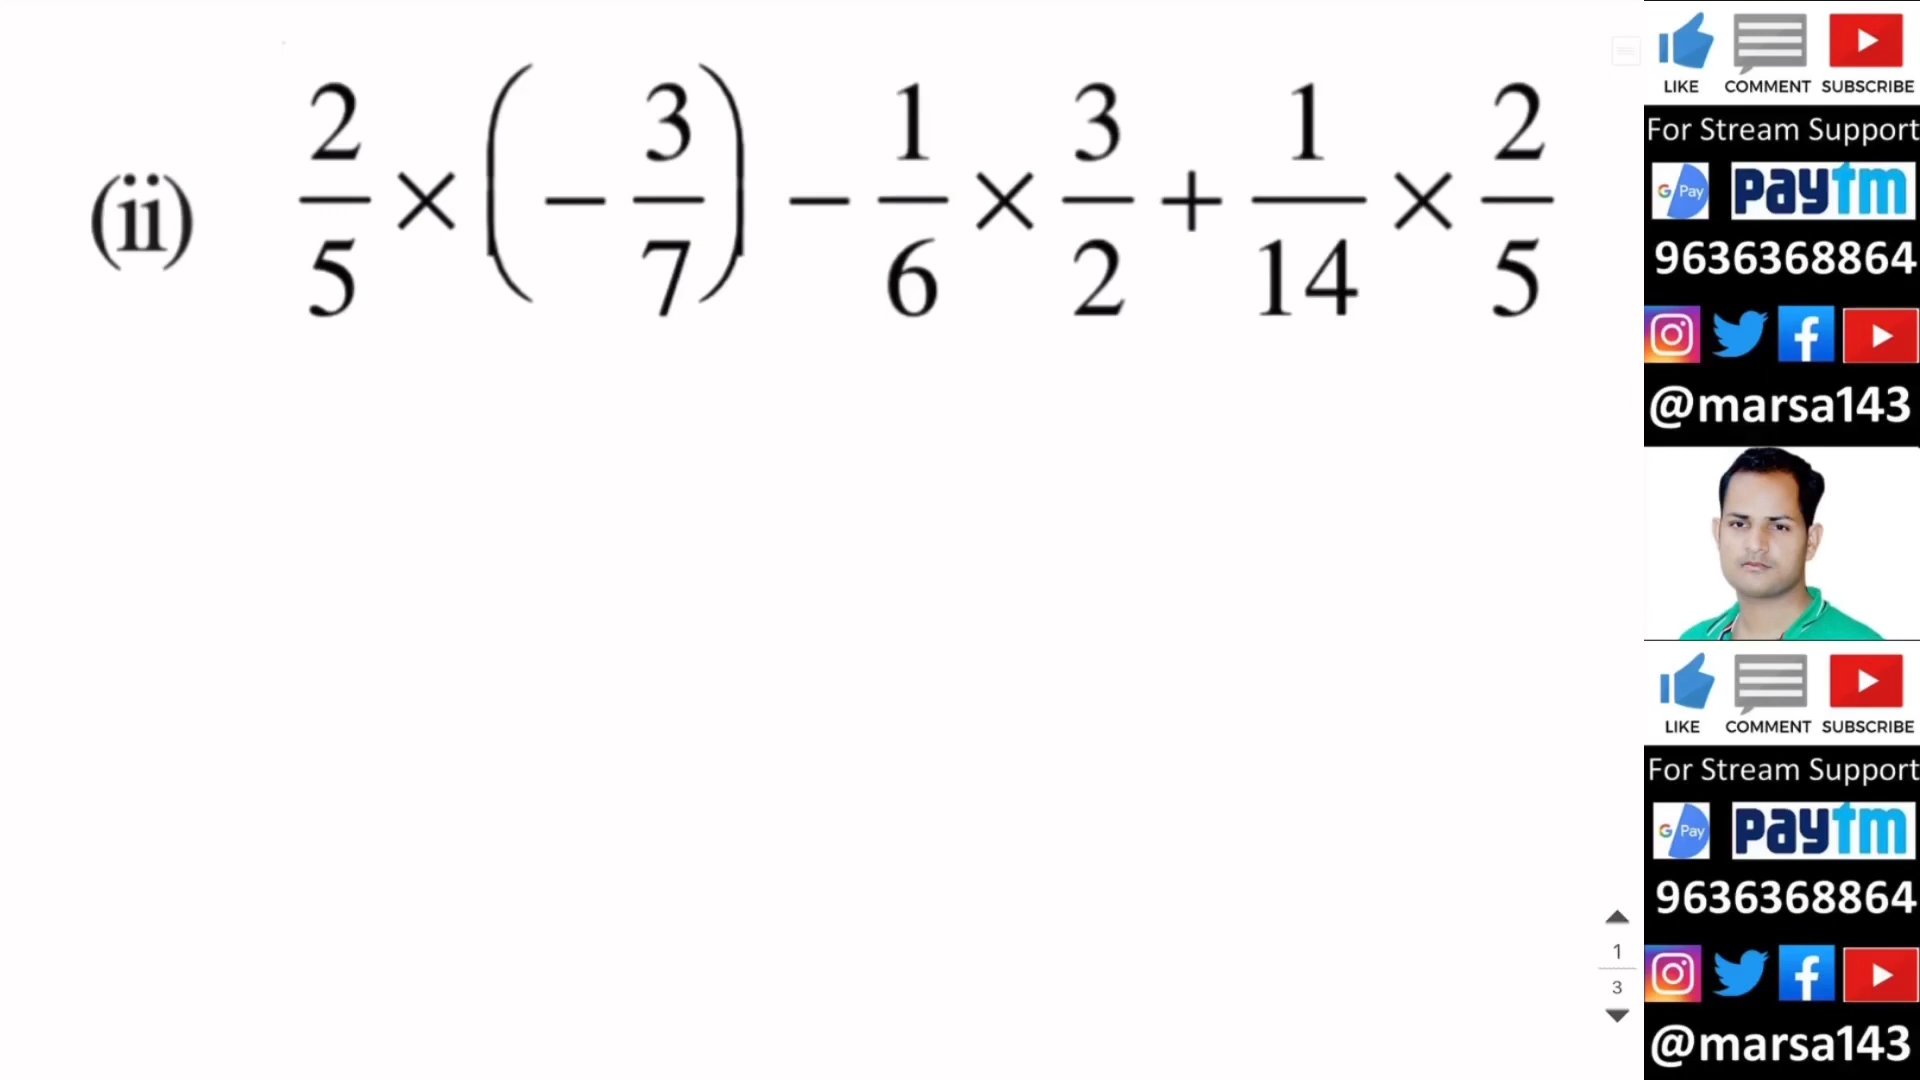 (ii) 2/5 × (− 3/7) − 1/6 × 3/2 + 1/14 × 2/5
LIKE COMMENT SUBSCRIBE
For Stream Support
G Pay paytm
9636368864
@marsa143
LIKE COMMENT SUBSCRIBE
For Stream Support
G Pay paytm
9636368864
@marsa143
1
3